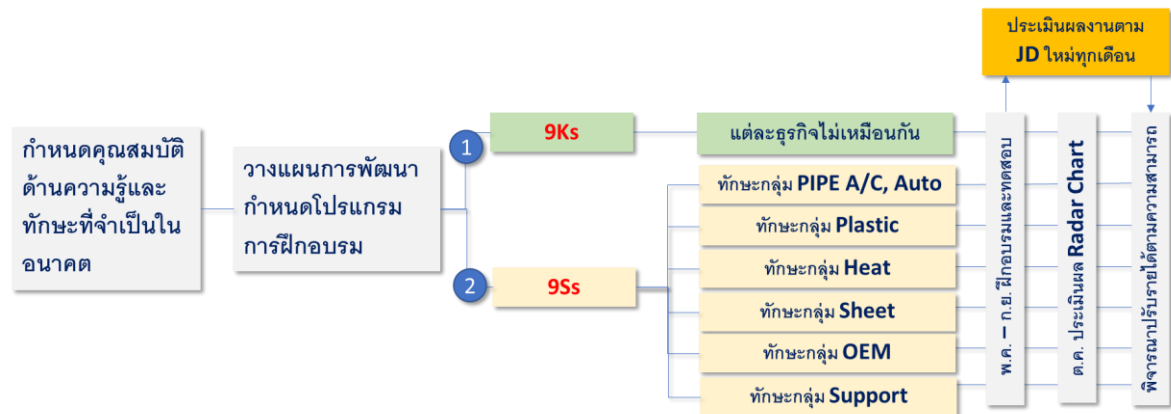 ประเมินผลงานตาม
JD ใหม่ทุกเดือน
กำหนดคุณสมบัติ
ด้านความรู้และ
ทักษะที่จำเป็นใน
อนาคต
วางแผนการพัฒนา
กำหนดโปรแกรม
การฝึกอบรม
1
9Ks
แต่ละธุรกิจไม่เหมือนกัน
2
9Ss
ทักษะกลุ่ม PIPE A/C, Auto
ทักษะกลุ่ม Plastic
ทักษะกลุ่ม Heat
ทักษะกลุ่ม Sheet
ทักษะกลุ่ม OEM
ทักษะกลุ่ม Support
พ.ค. – ก.ย. ฝึกอบรมและทดสอบ
ต.ค. ประเมินผล Radar Chart
พิจารณาปรับรายได้ตามความสามารถ